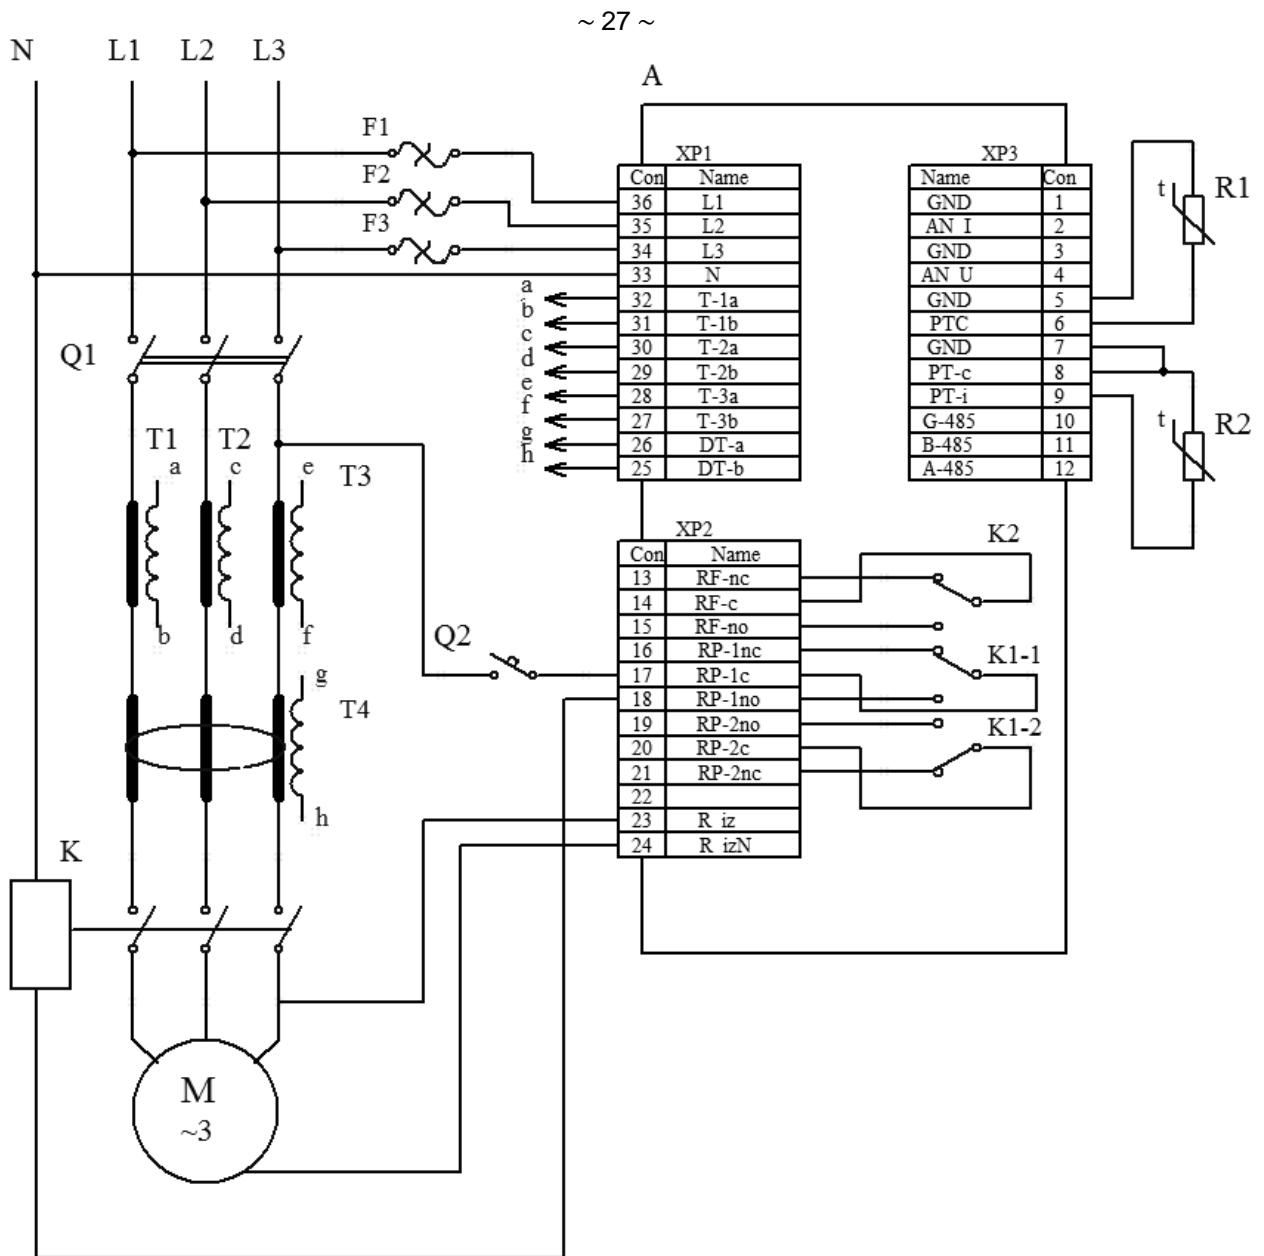 ~ 27 ~
N L1 L2 L3
A
F1
F2
F3
XP1
Con Name
36 L1
35 L2
34 L3
33 N
32 T-1a
31 T-1b
30 T-2a
29 T-2b
28 T-3a
27 T-3b
26 DT-a
25 DT-b
a
b
c
d
e
f
g
h
XP3
Name Con
GND 1
AN I 2
GND 3
AN U 4
GND 5
PTC 6
GND 7
PT-c 8
PT-i 9
G-485 10
B-485 11
A-485 12
t R1
t R2
Q1
T1 T2 T3
a c e
b d f
g
T4
h
Q2
XP2
Con Name
13 RF-nc
14 RF-c
15 RF-no
16 RP-1nc
17 RP-1c
18 RP-1no
19 RP-2no
20 RP-2c
21 RP-2nc
22
23 R iz
24 R izN
K2
K1-1
K1-2
K
M
~3